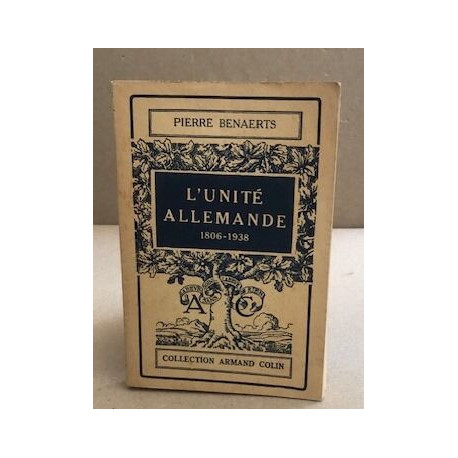 PIERRE BENAERTS
L'UNITÉ
ALLEMANDE
1806-1938
A C
COLLECTION ARMAND COLIN